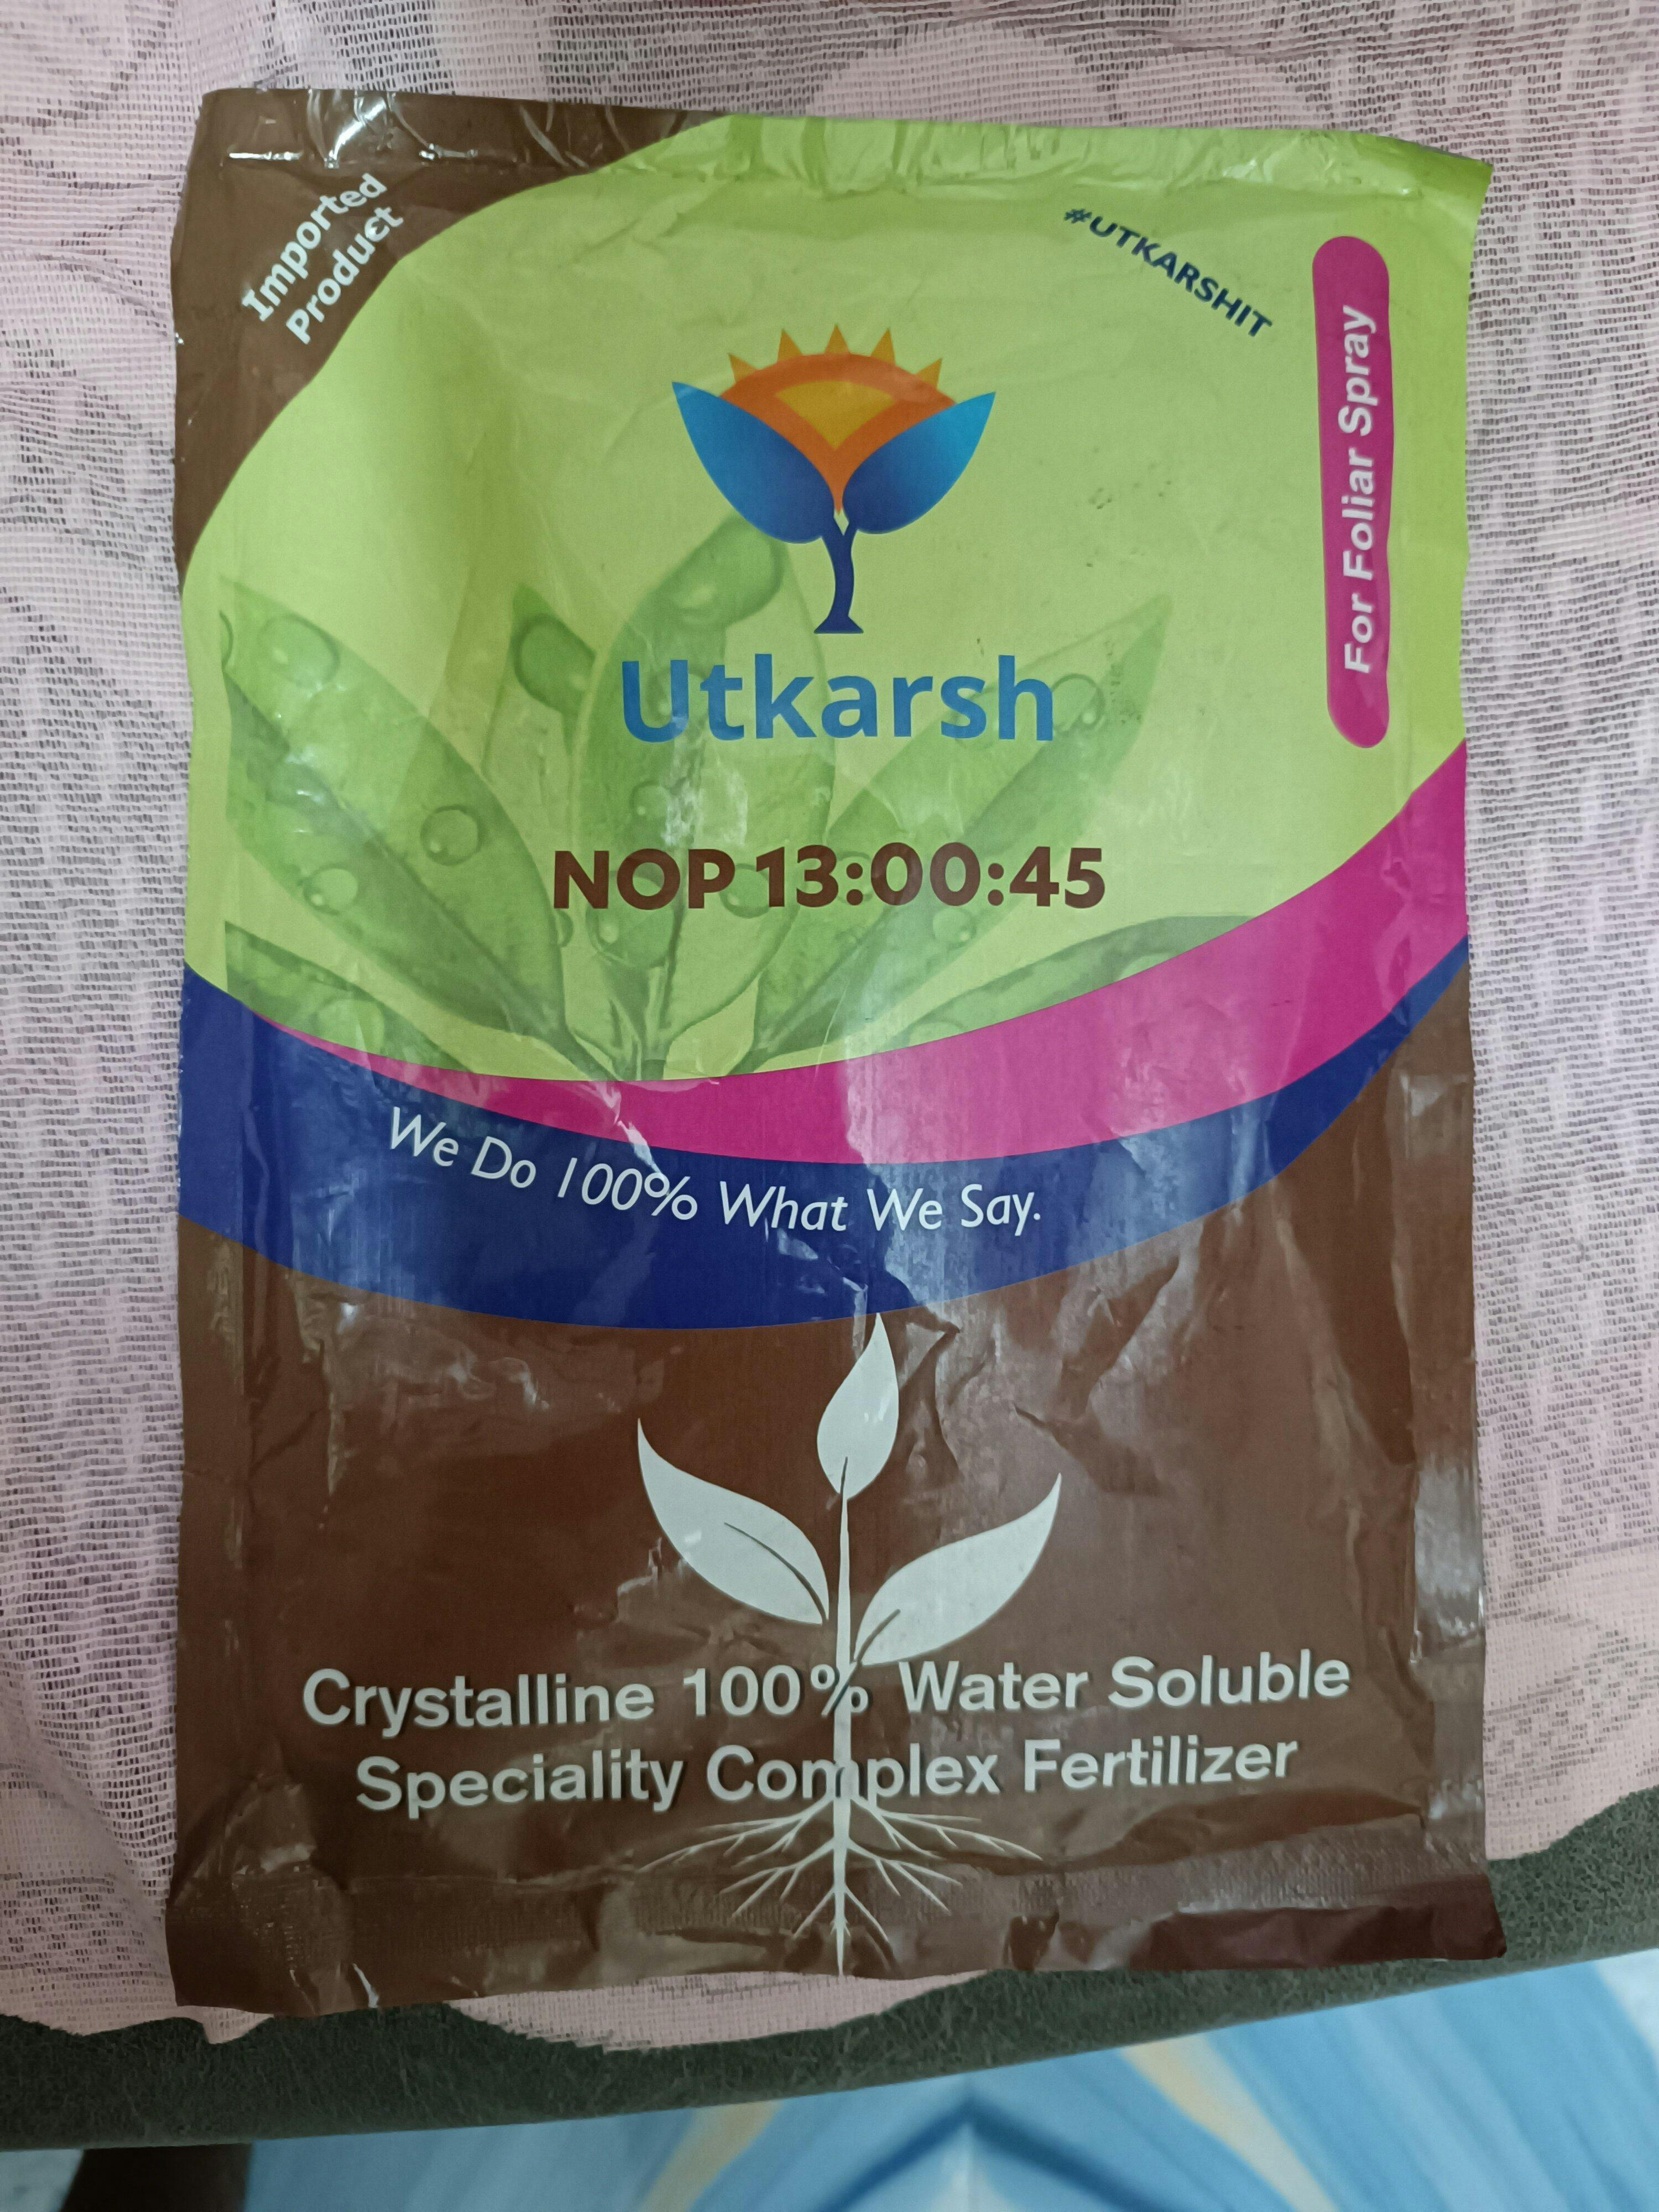 Imported
Product
#UTKARSHIT
For Foliar Spray
Utkarsh
NOP 13:00:45
We Do 100% What We Say.
Crystalline 100% Water Soluble
Speciality Complex Fertilizer